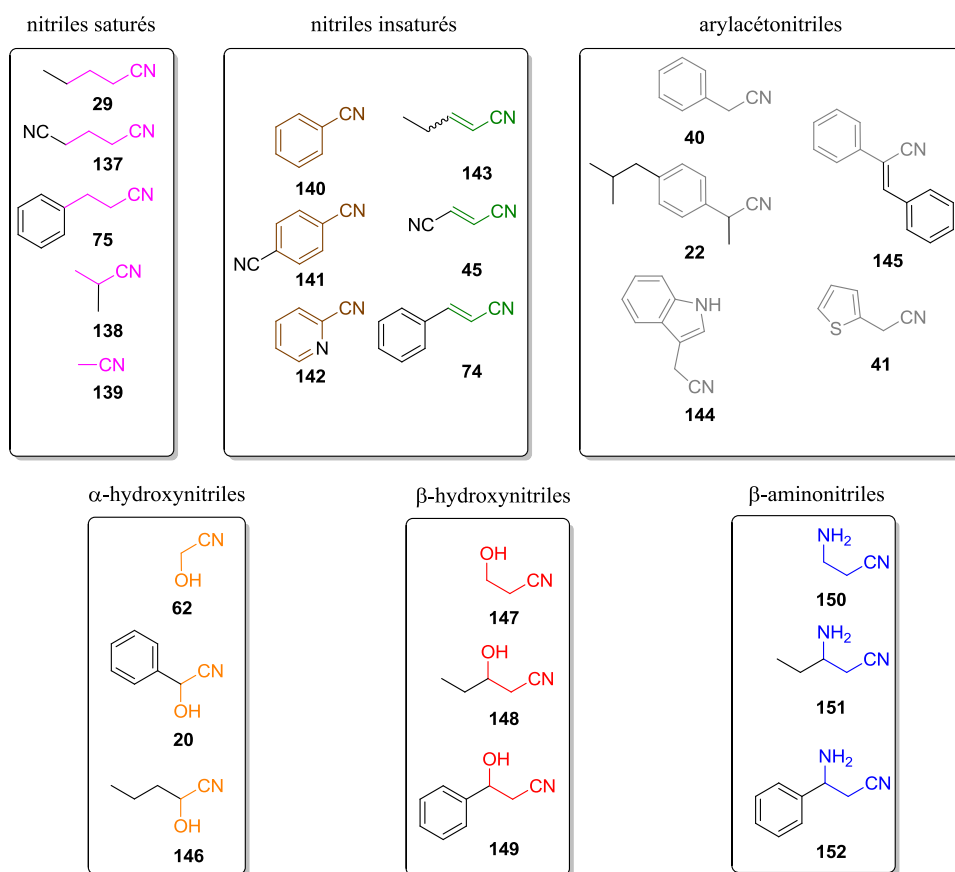 nitriles saturés
CN
29
NC CN
137
CN
75
CN
138
CN
139
nitriles insaturés
CN
140
CN
143
CN
NC
141
NC CN
45
CN
N
142
CN
74
arylacétonitriles
CN
40
CN
22
CN
145
NH
CN
144
S
CN
41
α-hydroxynitriles
CN
OH
62
CN
OH
20
CN
OH
146
β-hydroxynitriles
OH
CN
147
OH
CN
148
OH
CN
149
β-aminonitriles
NH₂
CN
150
NH₂
CN
151
NH₂
CN
152